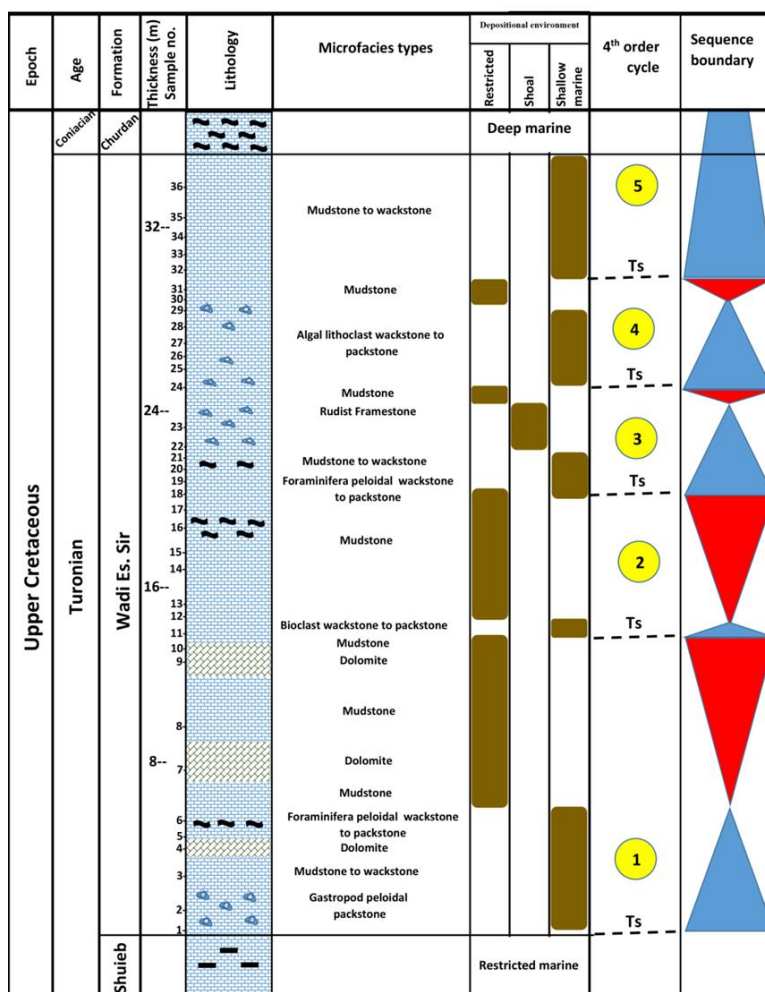 Epoch
Age
Formation
Thickness (m)
Sample no.
Lithology
Microfacies types
Depositional environment
Restricted
Shoal
Shallow
marine
4th order
cycle
Sequence
boundary
Upper Cretaceous
Coniacian
Churdan
Deep marine
Turonian
Wadi Es. Sir
36
35
32--
34
33
32
Mudstone to wackstone
5
Ts
31
30
Mudstone
29
28
27
26
25
24
Algal lithoclast wackstone to
packstone
4
Ts
Mudstone
24--
Rudist Framestone
23
22
3
21
20
Mudstone to wackstone
19
18
Foraminifera peloidal wackstone
to packstone
Ts
17
16
15
14
Mudstone
16--
2
13
12
11
Bioclast wackstone to packstone
Ts
10
Mudstone
9
Dolomite
8
Mudstone
8--
7
Dolomite
Mudstone
6
5
Foraminifera peloidal wackstone
to packstone
4
Dolomite
1
3
Mudstone to wackstone
2
1
Gastropod peloidal
packstone
Ts
Shuieb
Restricted marine